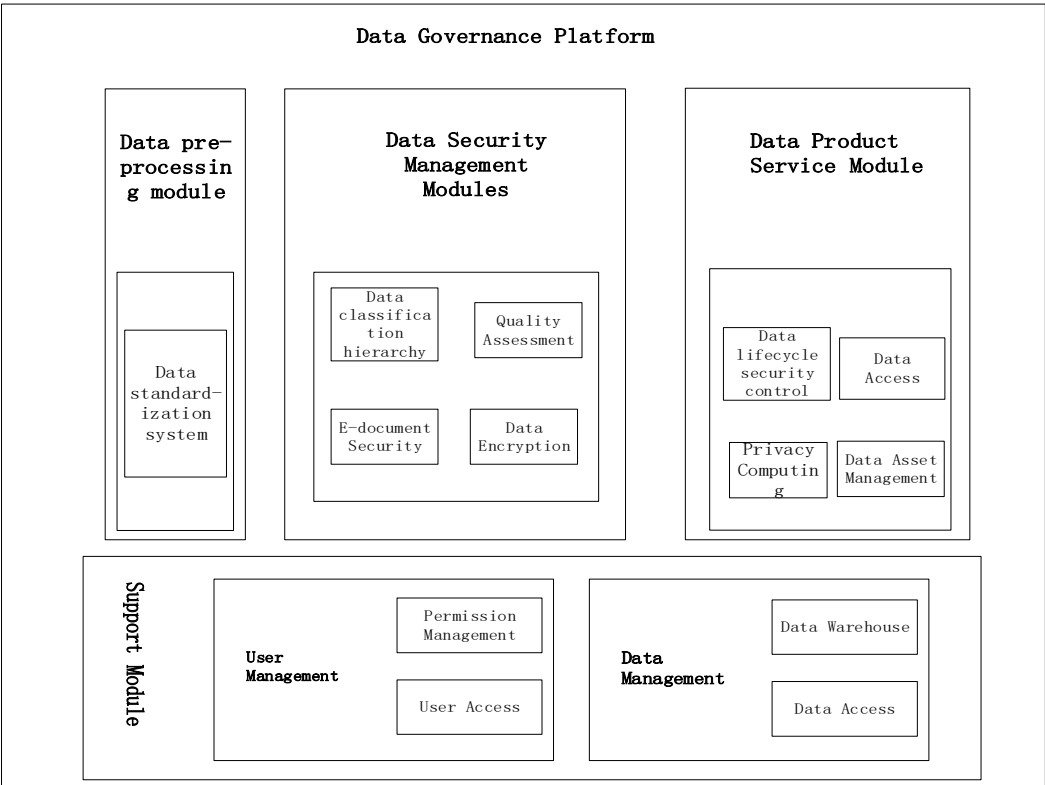 Data Governance Platform
Data pre-
processin
g module
Data
standard-
ization
system
Data Security
Management
Modules
Data
classifica
tion
hierarchy
Quality
Assessment
E-document
Security
Data
Encryption
Data Product
Service Module
Data
lifecycle
security
control
Data
Access
Privacy
Computin
g
Data Asset
Management
Support Module
User
Management
Permission
Management
User Access
Data
Management
Data Warehouse
Data Access